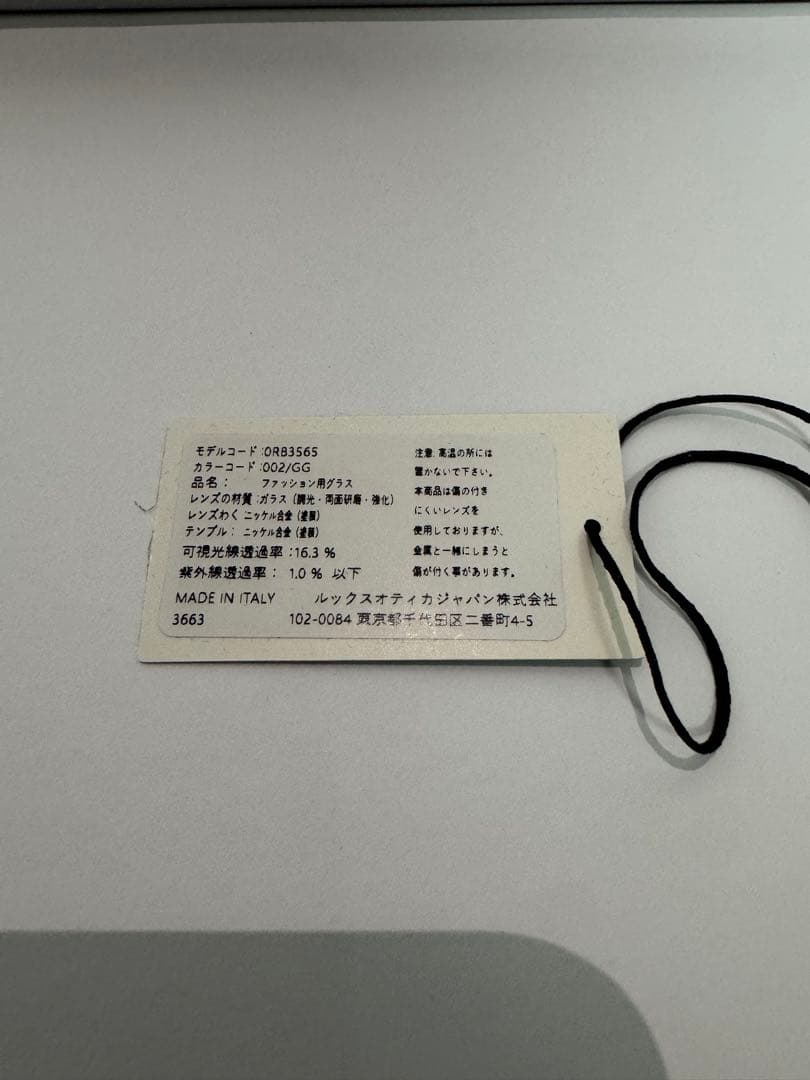 モデルコード:0RB3565
カラーコード:002/GG
品名: ファッション用グラス
レンズの材質:ガラス(調光・両面研磨・強化)
レンズわく ニッケル合金(塗膜)
テンプル: ニッケル合金(塗膜)
可視光線透過率:16.3 %
紫外線透過率: 1.0 % 以下
注意:高温の所には
置かないで下さい。
本商品は傷の付き
にくいレンズを
使用しておりますが、
金属と一緒にしまうと
傷が付く事があります。
MADE IN ITALY ルックスオティカジャパン株式会社
3663 102-0084 東京都千代田区二番町4-5